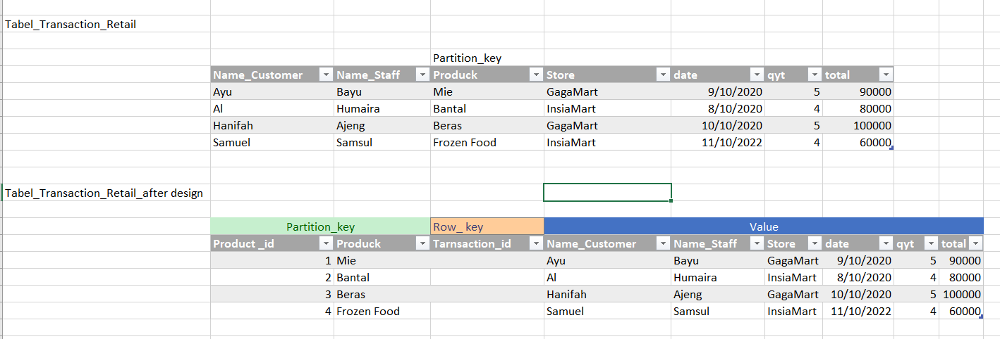 Tabel_Transaction_Retail
Partition_key
Name_Customer Name_Staff Produck Store date qyt total
Ayu Bayu Mie GagaMart 9/10/2020 5 90000
Al Humaira Bantal InsiaMart 8/10/2020 4 80000
Hanifah Ajeng Beras GagaMart 10/10/2020 5 100000
Samuel Samsul Frozen Food InsiaMart 11/10/2022 4 60000
Tabel_Transaction_Retail_after design
Partition_key Row_ key Value
Product _id Produck Tarnsaction_id Name_Customer Name_Staff Store date qyt total
1 Mie Ayu Bayu GagaMart 9/10/2020 5 90000
2 Bantal Al Humaira InsiaMart 8/10/2020 4 80000
3 Beras Hanifah Ajeng GagaMart 10/10/2020 5 100000
4 Frozen Food Samuel Samsul InsiaMart 11/10/2022 4 60000